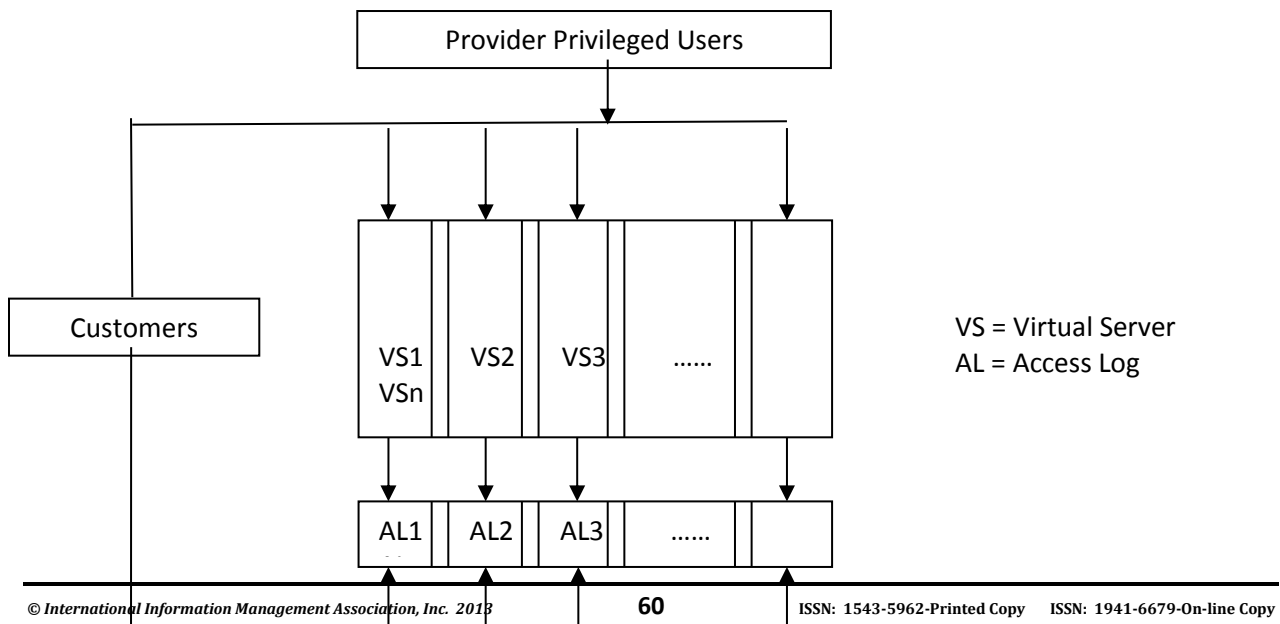 Provider Privileged Users
Customers
VS = Virtual Server
AL = Access Log
VS1 VS2 VS3 ......
VSn
AL1 AL2 AL3 ......
© International Information Management Association, Inc. 2013 60 ISSN: 1543-5962-Printed Copy ISSN: 1941-6679-On-line Copy